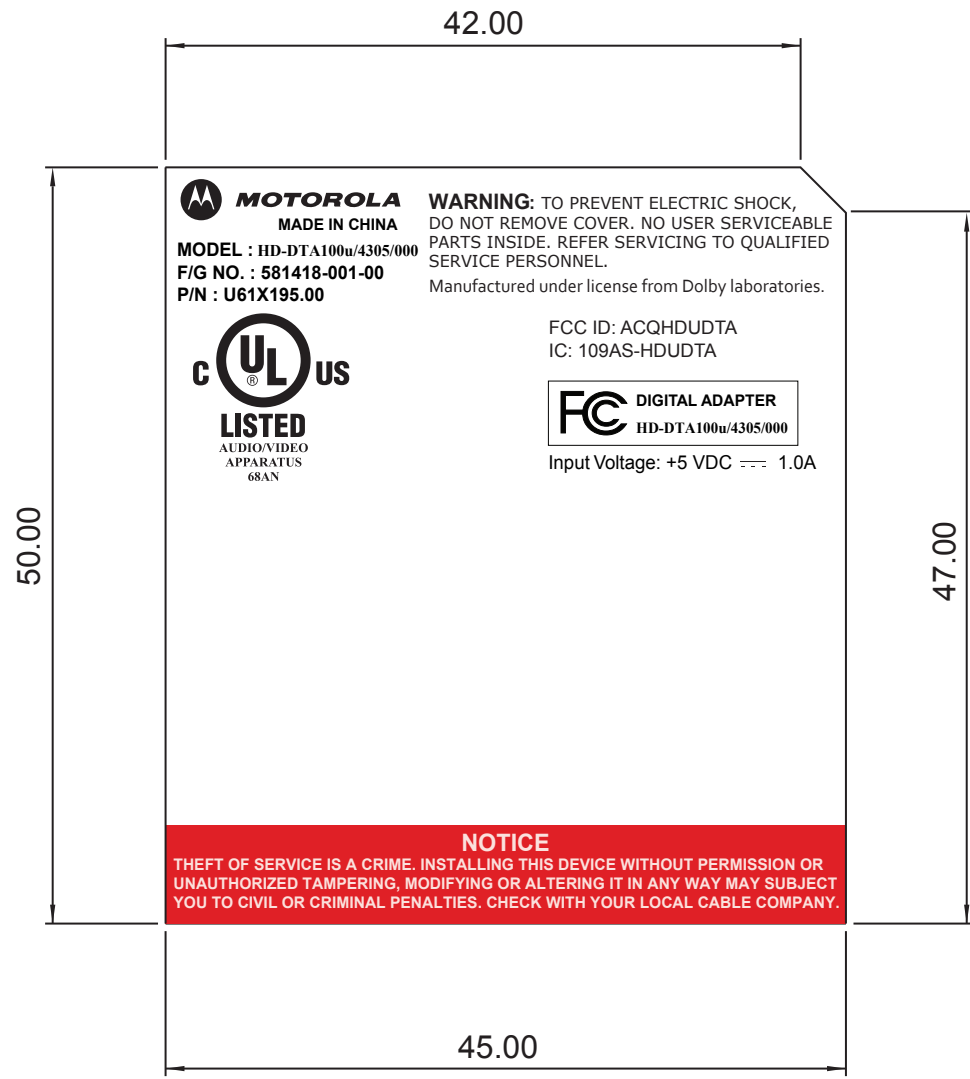 42.00
MOTOROLA
MADE IN CHINA
MODEL : HD-DTA100u/4305/000
F/G NO. : 581418-001-00
P/N : U61X195.00
WARNING: TO PREVENT ELECTRIC SHOCK,
DO NOT REMOVE COVER. NO USER SERVICEABLE
PARTS INSIDE. REFER SERVICING TO QUALIFIED
SERVICE PERSONNEL.
Manufactured under license from Dolby laboratories.
C UL ® US
LISTED
AUDIO/VIDEO
APPARATUS
68AN
FCC ID: ACQHDUDTA
IC: 109AS-HDUDTA
FC DIGITAL ADAPTER
HD-DTA100u/4305/000
Input Voltage: +5 VDC ⎓ 1.0A
50.00
47.00
NOTICE
THEFT OF SERVICE IS A CRIME. INSTALLING THIS DEVICE WITHOUT PERMISSION OR
UNAUTHORIZED TAMPERING, MODIFYING OR ALTERING IT IN ANY WAY MAY SUBJECT
YOU TO CIVIL OR CRIMINAL PENALTIES. CHECK WITH YOUR LOCAL CABLE COMPANY.
45.00